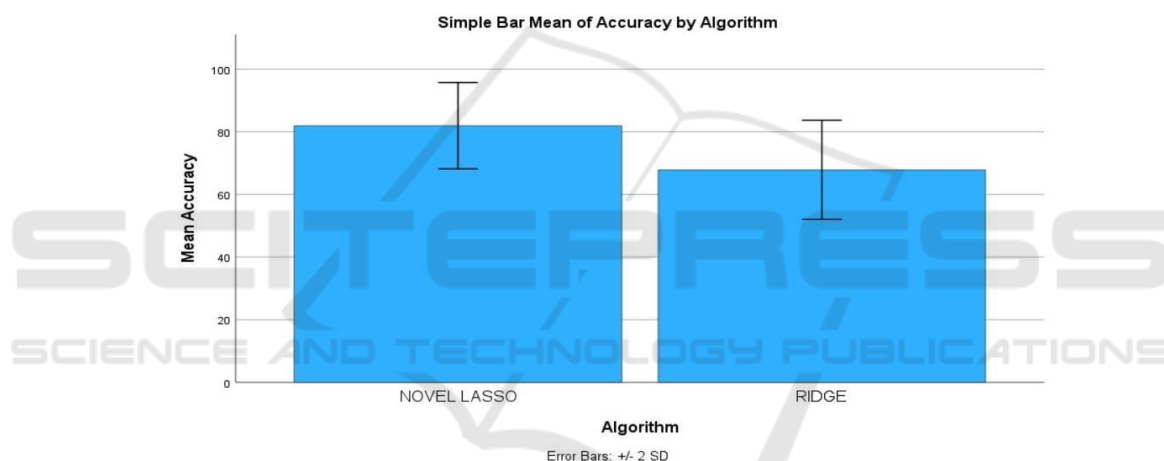 Simple Bar Mean of Accuracy by Algorithm
Mean Accuracy
100
80
60
40
20
0
NOVEL LASSO
RIDGE
Algorithm
Error Bars: +/- 2 SD
SCITEPRESS
SCIENCE AND TECHNOLOGY PUBLICATIONS